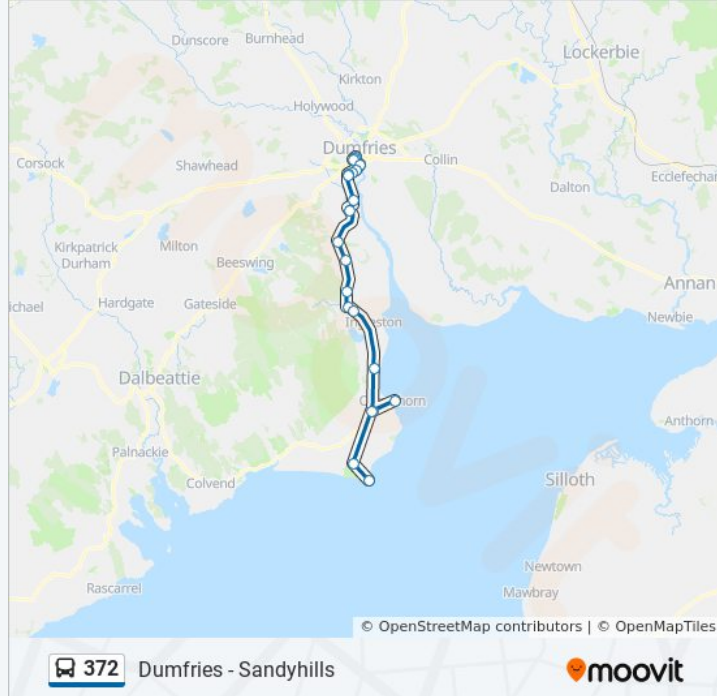 Dunscore
Burnhead
Lockerbie
Kirkton
Holywood
Dumfries
Collin
Corsock
Shawhead
Ecclefechan
Dalton
Kirkpatrick
Durham
Milton
Beeswing
Annan
Hardgate
Gateside
Newbie
Dalbeattie
Anthorn
Palnackie
Colvend
Silloth
Newtown
Mawbray
Rascarrel
© OpenStreetMap contributors | © OpenMapTiles
372 Dumfries - Sandyhills
moovit